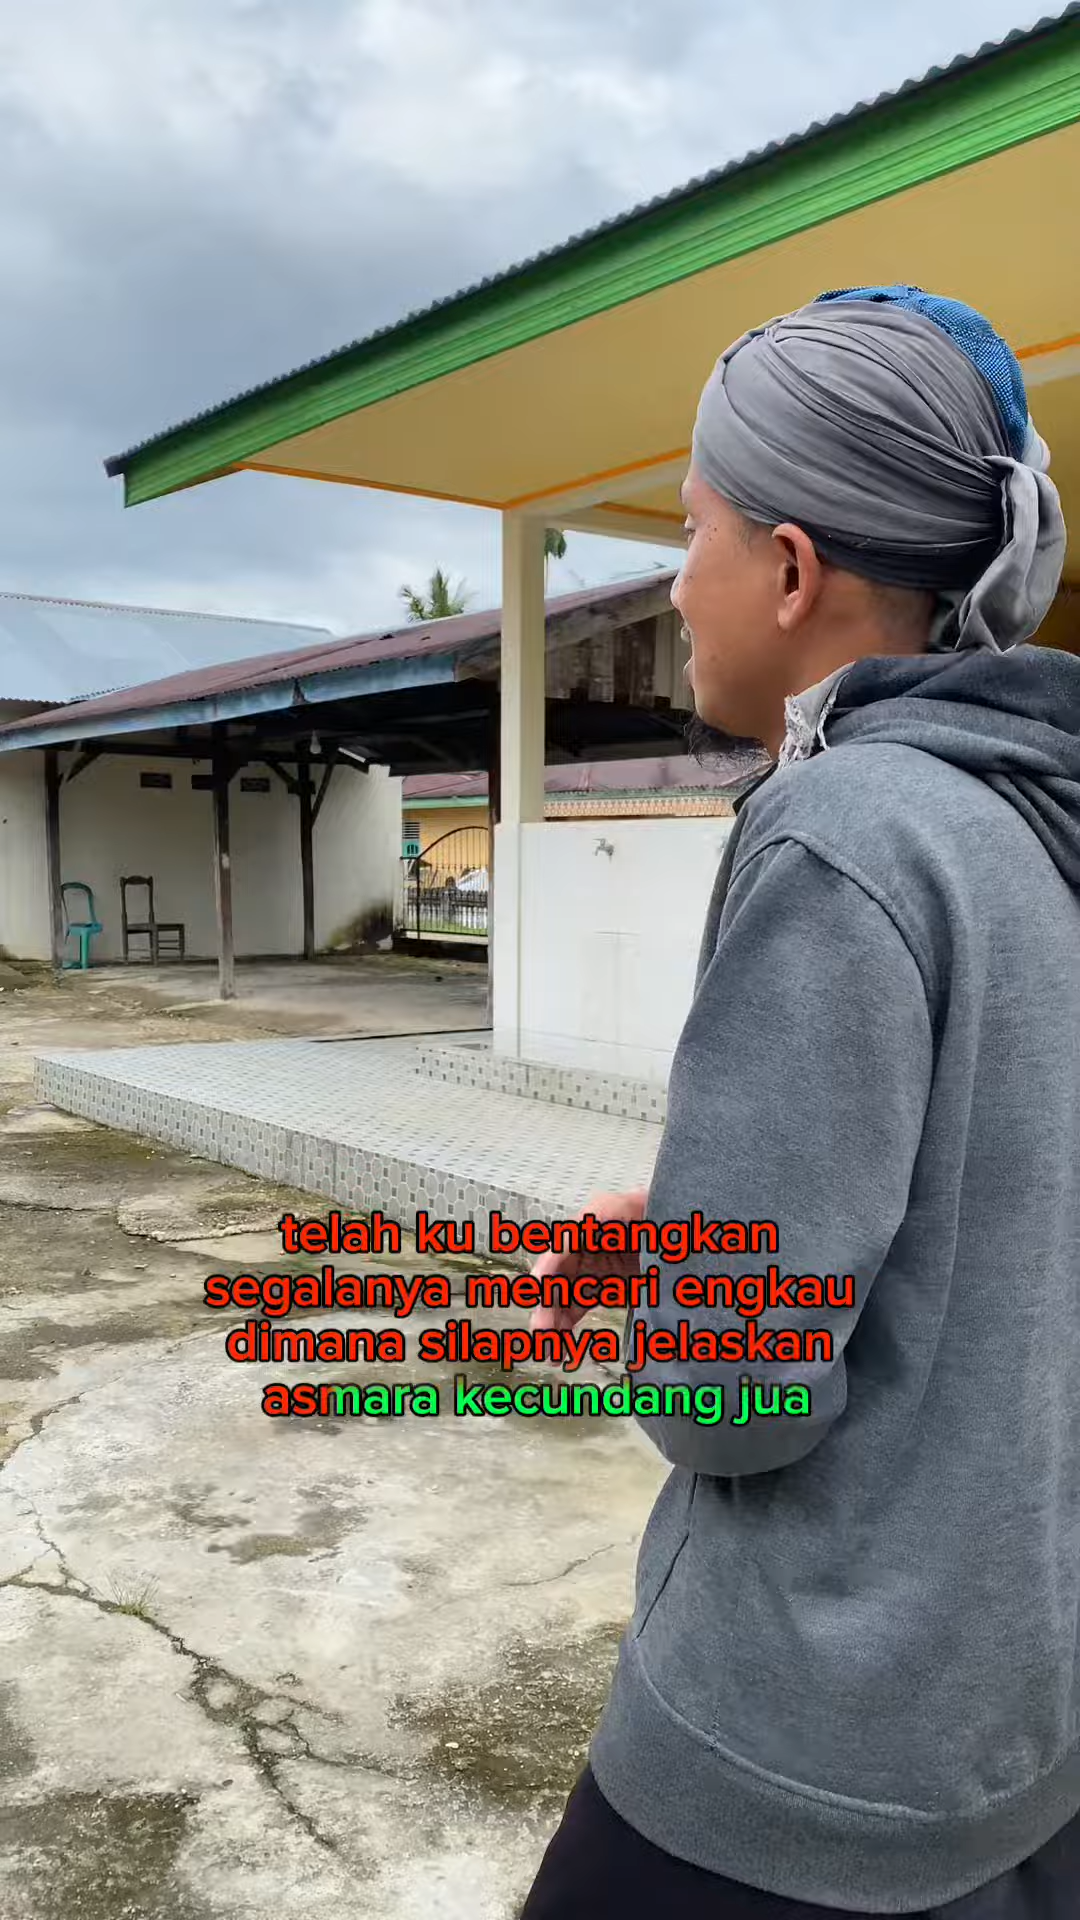 telah ku bentangkan
segalanya mencari engkau
dimana silapnya jelaskan
asmara kecundang jua